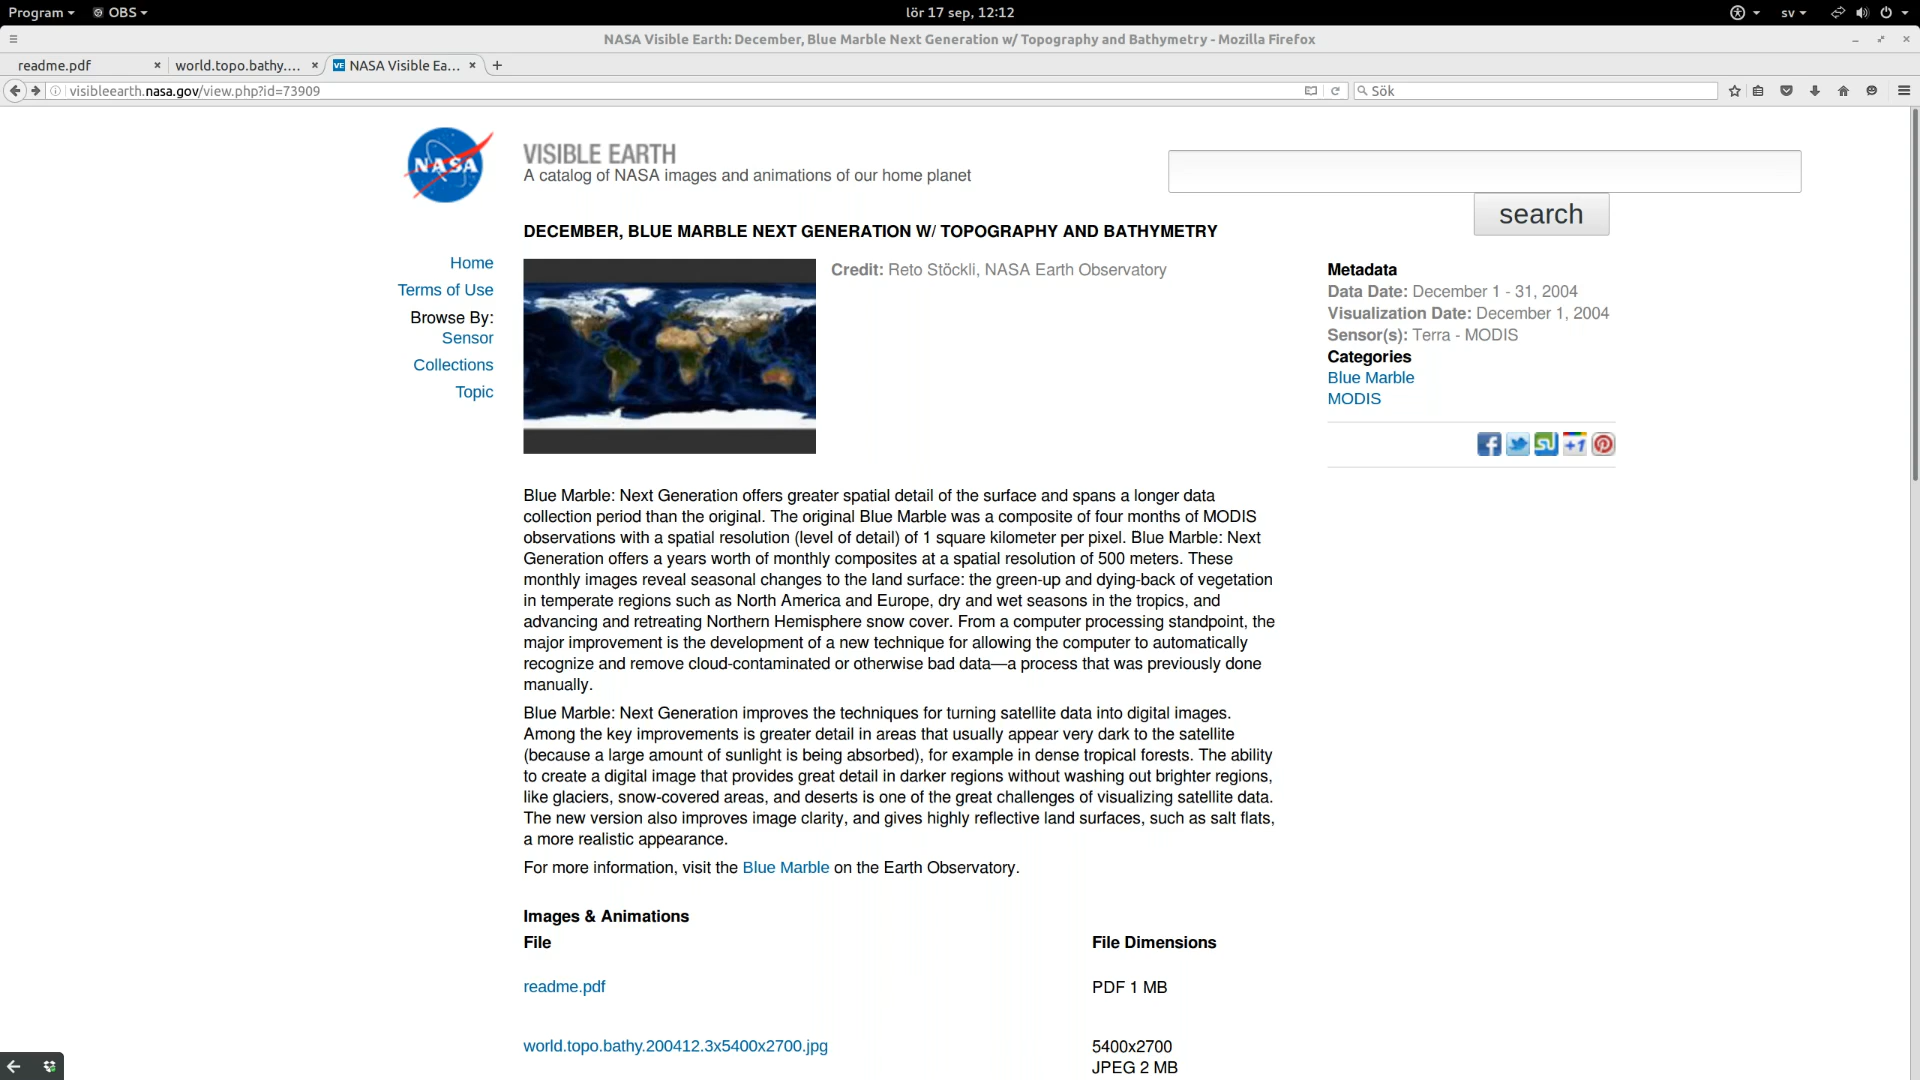 Program OBS lör 17 sep, 12:12 sv
NASA Visible Earth: December, Blue Marble Next Generation w/ Topography and Bathymetry - Mozilla Firefox
readme.pdf world.topo.bathy.... NASA Visible Ea...
visibleearth.nasa.gov/view.php?id=73909 Sök
NASA
VISIBLE EARTH
A catalog of NASA images and animations of our home planet
search
DECEMBER, BLUE MARBLE NEXT GENERATION W/ TOPOGRAPHY AND BATHYMETRY
Home
Terms of Use
Browse By:
Sensor
Collections
Topic
Credit: Reto Stöckli, NASA Earth Observatory
Metadata
Data Date: December 1 - 31, 2004
Visualization Date: December 1, 2004
Sensor(s): Terra - MODIS
Categories
Blue Marble
MODIS
+1
Blue Marble: Next Generation offers greater spatial detail of the surface and spans a longer data
collection period than the original. The original Blue Marble was a composite of four months of MODIS
observations with a spatial resolution (level of detail) of 1 square kilometer per pixel. Blue Marble: Next
Generation offers a years worth of monthly composites at a spatial resolution of 500 meters. These
monthly images reveal seasonal changes to the land surface: the green-up and dying-back of vegetation
in temperate regions such as North America and Europe, dry and wet seasons in the tropics, and
advancing and retreating Northern Hemisphere snow cover. From a computer processing standpoint, the
major improvement is the development of a new technique for allowing the computer to automatically
recognize and remove cloud-contaminated or otherwise bad data—a process that was previously done
manually.
Blue Marble: Next Generation improves the techniques for turning satellite data into digital images.
Among the key improvements is greater detail in areas that usually appear very dark to the satellite
(because a large amount of sunlight is being absorbed), for example in dense tropical forests. The ability
to create a digital image that provides great detail in darker regions without washing out brighter regions,
like glaciers, snow-covered areas, and deserts is one of the great challenges of visualizing satellite data.
The new version also improves image clarity, and gives highly reflective land surfaces, such as salt flats,
a more realistic appearance.
For more information, visit the Blue Marble on the Earth Observatory.
Images & Animations
File File Dimensions
readme.pdf PDF 1 MB
world.topo.bathy.200412.3x5400x2700.jpg 5400x2700
JPEG 2 MB